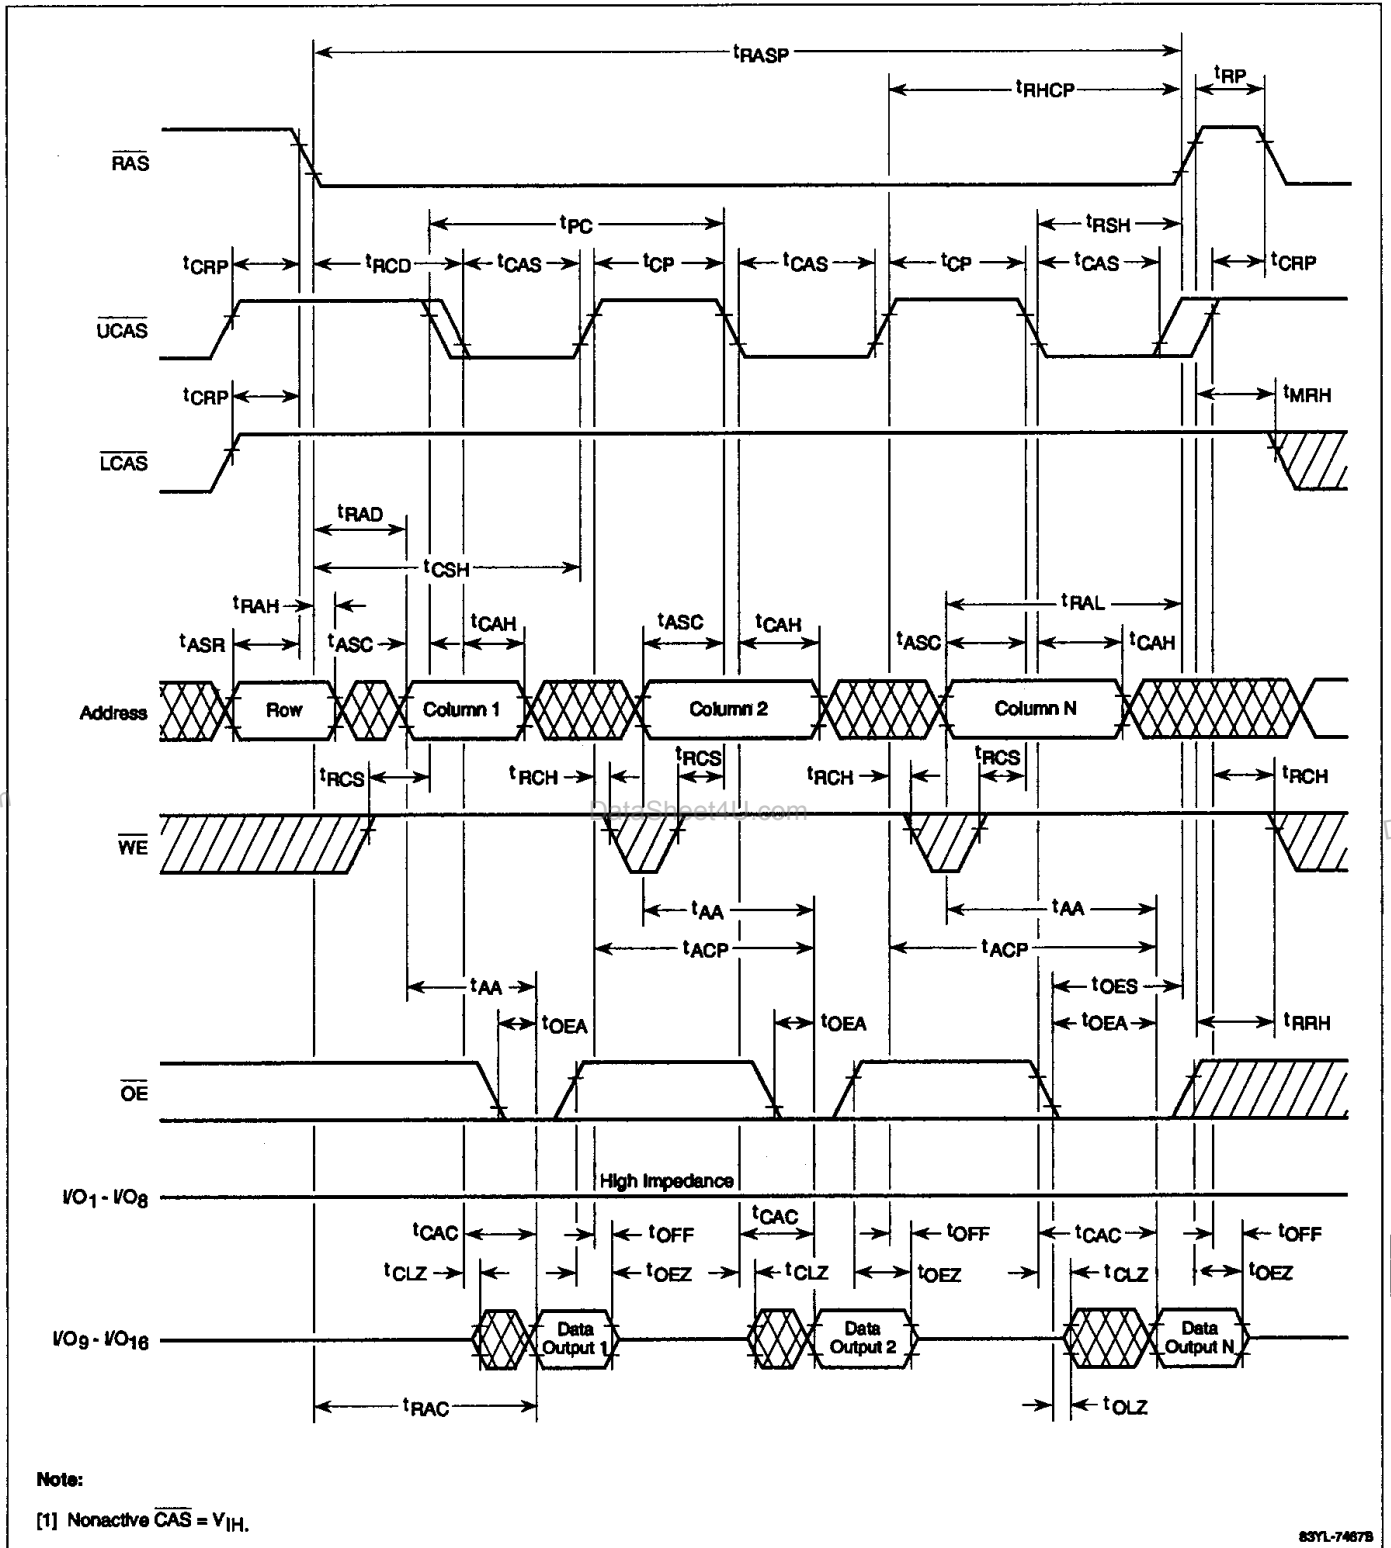 tRASP
tRHCP
tRP
RAS
tPC
tRSH
tCRP
tRCD
tCAS
tCP
tCAS
tCP
tCAS
tCRP
UCAS
tCRP
tMRH
LCAS
tRAD
tCSH
tRAH
tRAL
tASR
tASC
tCAH
tASC
tCAH
tASC
tCAH
Address
Row
Column 1
Column 2
Column N
tRCS
tRCH
tRCS
tRCH
tRCS
tRCH
DataSheet4U.com
WE
tAA
tAA
tACP
tACP
tAA
tOES
tOEA
tOEA
tOEA
tRRH
OE
High Impedance
I/O1 - I/O8
tCAC
tOFF
tCAC
tOFF
tCAC
tOFF
tCLZ
tOEZ
tCLZ
tOEZ
tCLZ
tOEZ
I/O9 - I/O16
Data
Output 1
Data
Output 2
Data
Output N
tRAC
tOLZ
Note:
[1] Nonactive CAS = VIH.
83YL-7467B